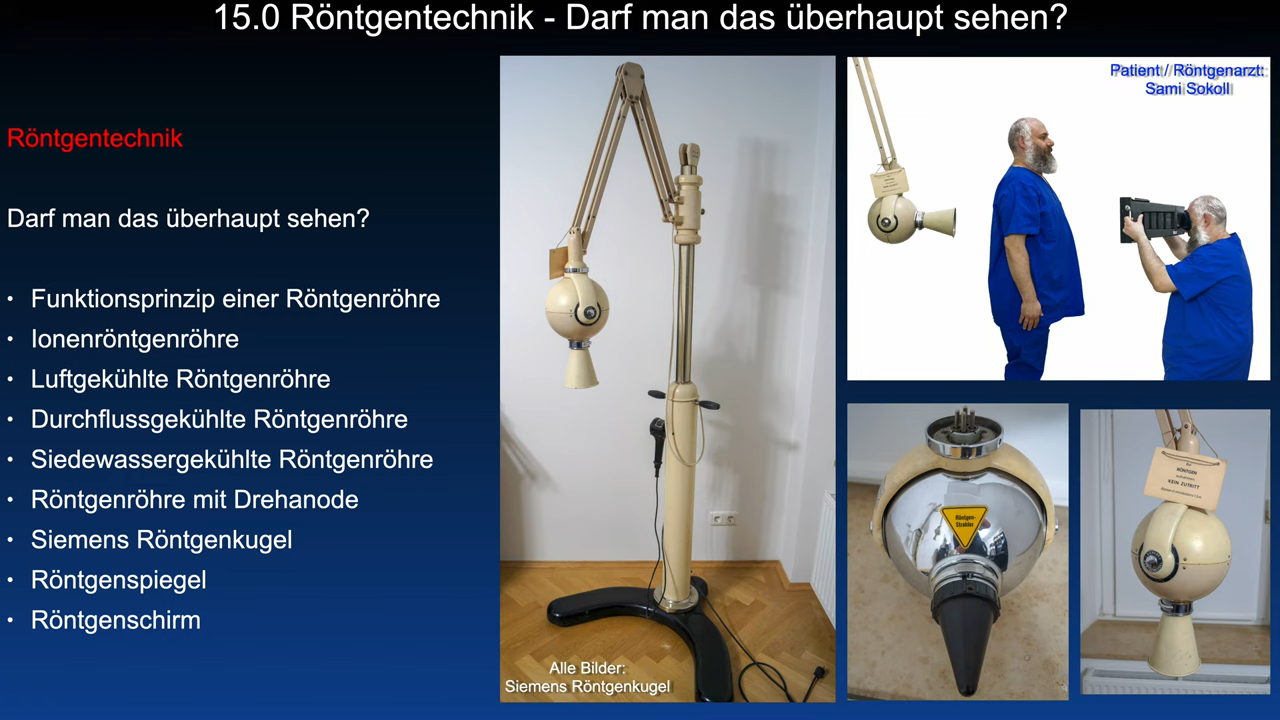 15.0 Röntgentechnik - Darf man das überhaupt sehen?
Röntgentechnik
Darf man das überhaupt sehen?
• Funktionsprinzip einer Röntgenröhre
• Ionenröntgenröhre
• Luftgekühlte Röntgenröhre
• Durchflussgekühlte Röntgenröhre
• Siedewassergekühlte Röntgenröhre
• Röntgenröhre mit Drehanode
• Siemens Röntgenkugel
• Röntgenspiegel
• Röntgenschirm
Alle Bilder:
Siemens Röntgenkugel
Patient / Röntgenarzt:
Sami Sokoll
Röntgen-
Strahler
RÖNTGEN
KEIN ZUTRITT